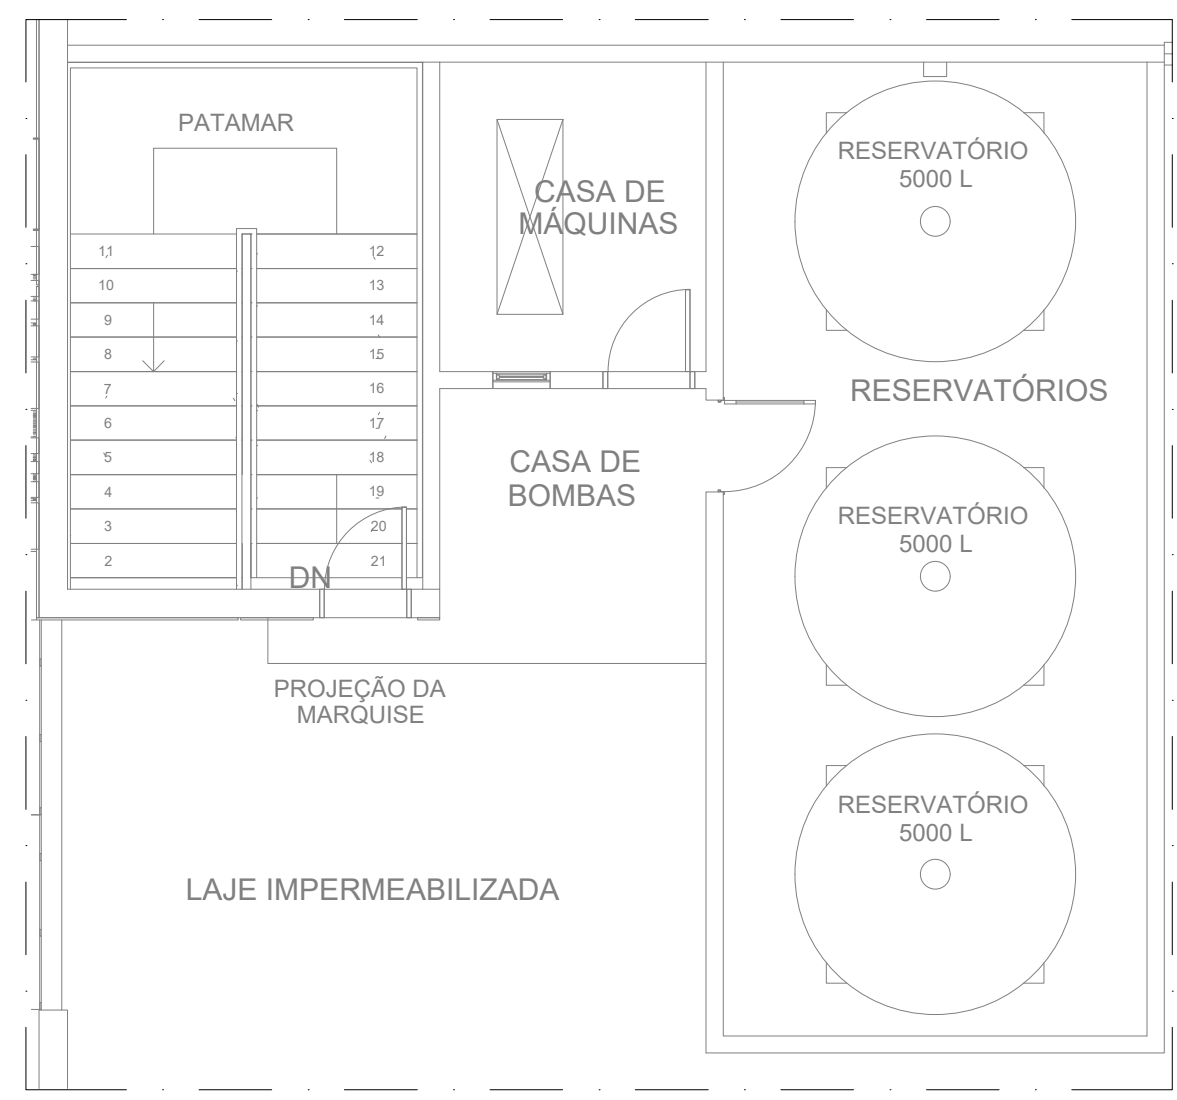 PATAMAR
RESERVATÓRIO
5000 L
CASA DE
MÁQUINAS
11
12
10
13
9
14
8
15
7
16
6
17
5
18
4
19
3
20
2
21
DN
RESERVATÓRIOS
CASA DE
BOMBAS
RESERVATÓRIO
5000 L
PROJEÇÃO DA
MARQUISE
RESERVATÓRIO
5000 L
LAJE IMPERMEABILIZADA